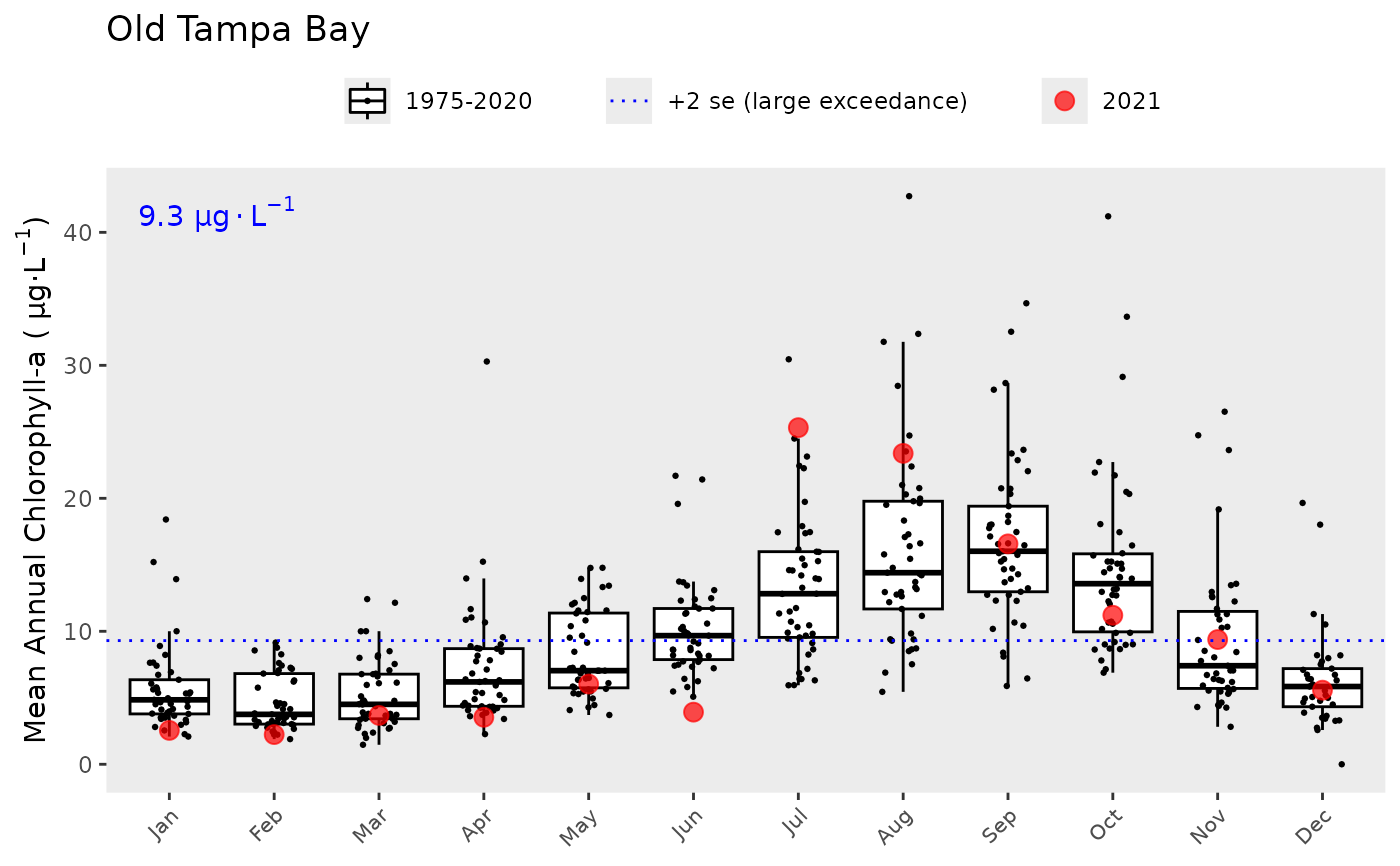 Old Tampa Bay
1975-2020 +2 se (large exceedance) 2021
9.3 μg·L⁻¹
Mean Annual Chlorophyll-a ( μg·L⁻¹)
40
30
20
10
0
Jan Feb Mar Apr May Jun Jul Aug Sep Oct Nov Dec